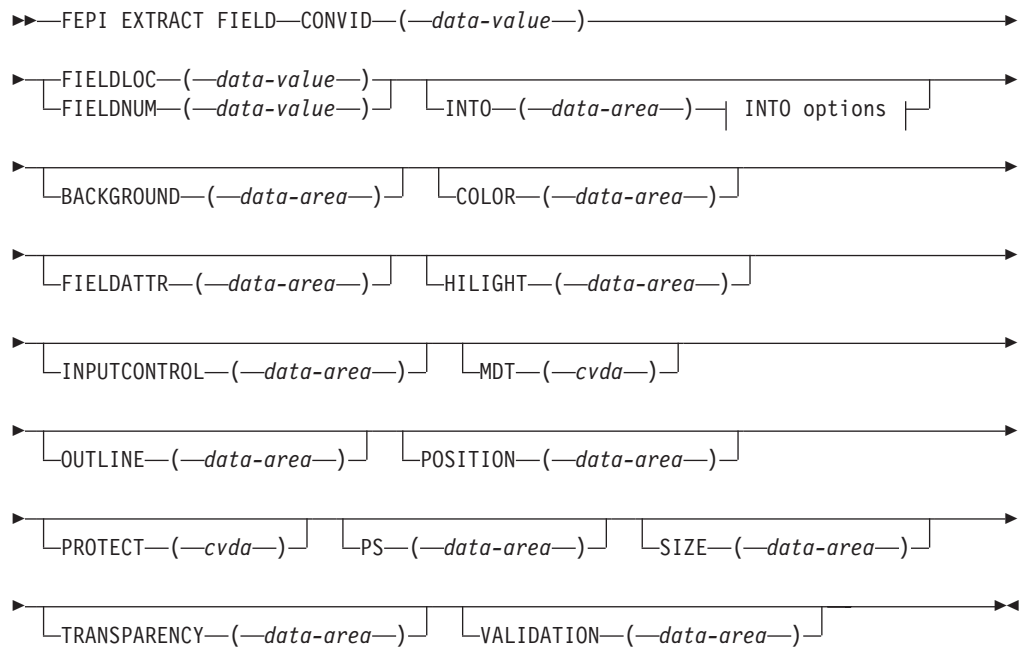 FEPI EXTRACT FIELD CONVID (data-value)
FIELDLOC (data-value)
FIELDNUM (data-value) INTO (data-area) INTO options
BACKGROUND (data-area) COLOR (data-area)
FIELDATTR (data-area) HILIGHT (data-area)
INPUTCONTROL (data-area) MDT (cvda)
OUTLINE (data-area) POSITION (data-area)
PROTECT (cvda) PS (data-area) SIZE (data-area)
TRANSPARENCY (data-area) VALIDATION (data-area)